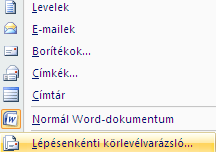 Levelek
E-mailek
Borítékok...
Címkék...
Címtár
Normál Word-dokumentum
Lépésenkénti körlevélvarázsló...